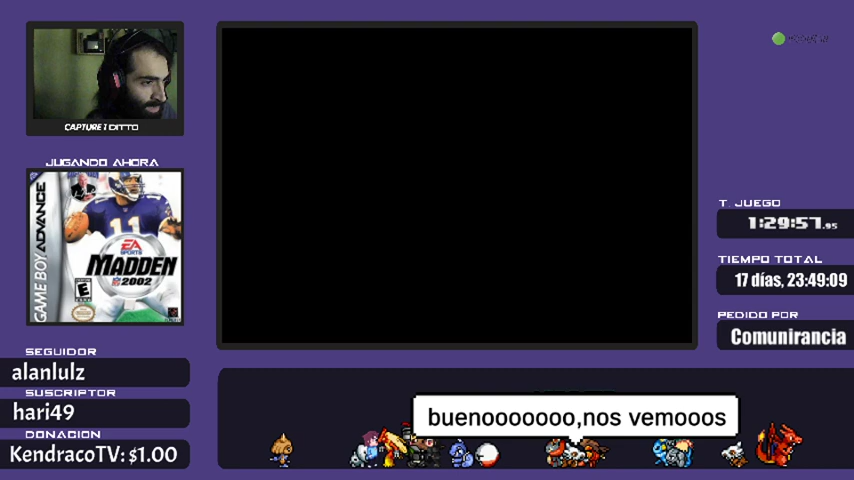 CAPTURE 1 DITTO
JUGANDO AHORA
GAME BOY ADVANCE
11
EA
SPORTS
MADDEN
NFL 2002
E
SEGUIDOR
alanlulz
SUSCRIPTOR
hari49
DONACION
KendracoTV: $1.00
T. JUEGO
1:29:57.95
TIEMPO TOTAL
17 días, 23:49:09
PEDIDO POR
Comunirancia
buenooooooo,nos vemooos